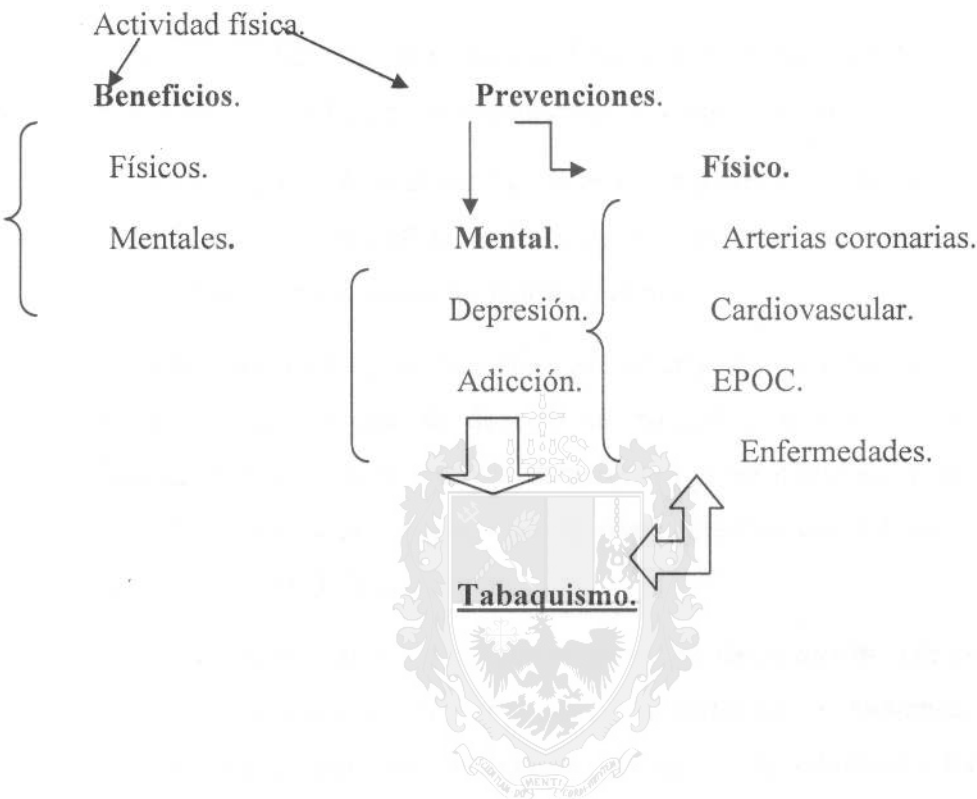 Actividad física.
Beneficios. Prevenciones.
Físicos. Físico.
Mentales. Mental. Arterias coronarias.
Depresión. Cardiovascular.
Adicción. EPOC.
Enfermedades.
Tabaquismo.